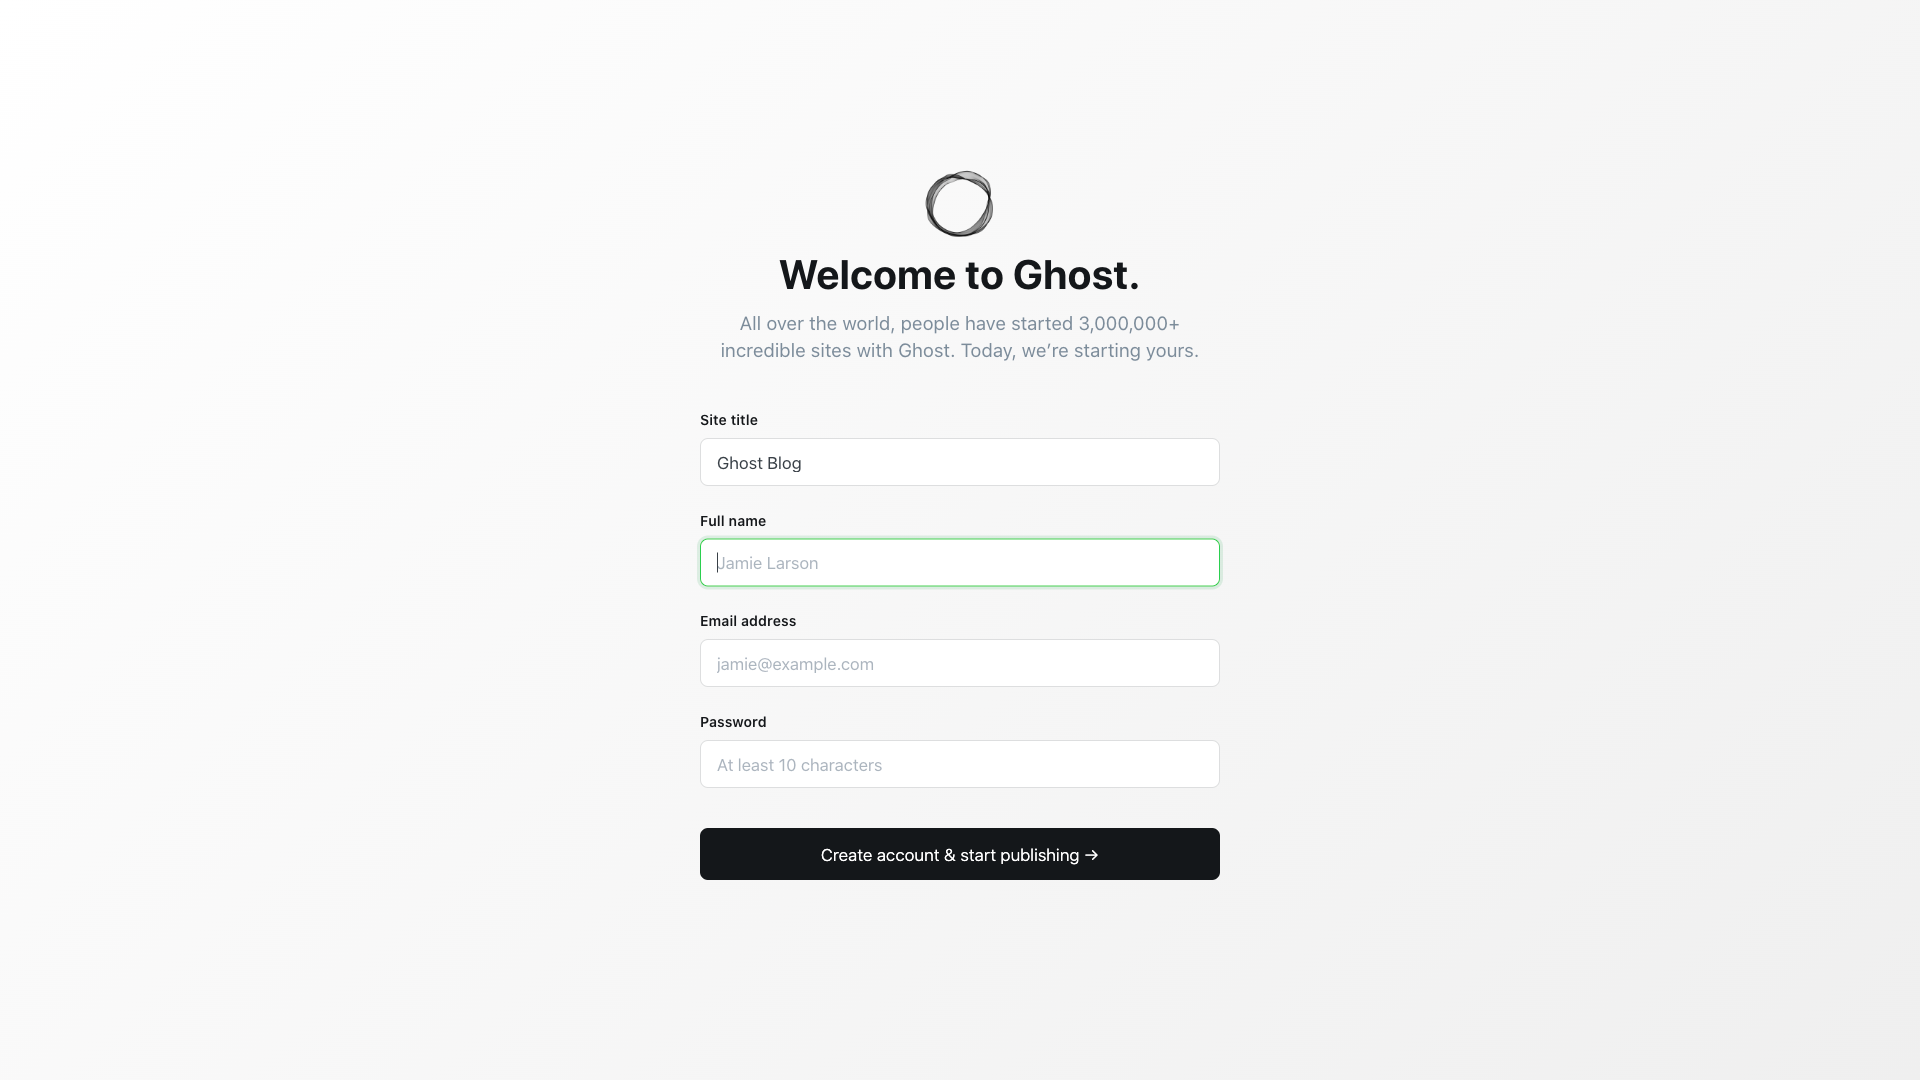 Welcome to Ghost.
All over the world, people have started 3,000,000+
incredible sites with Ghost. Today, we’re starting yours.
Site title
Ghost Blog
Full name
Jamie Larson
Email address
jamie@example.com
Password
At least 10 characters
Create account & start publishing →